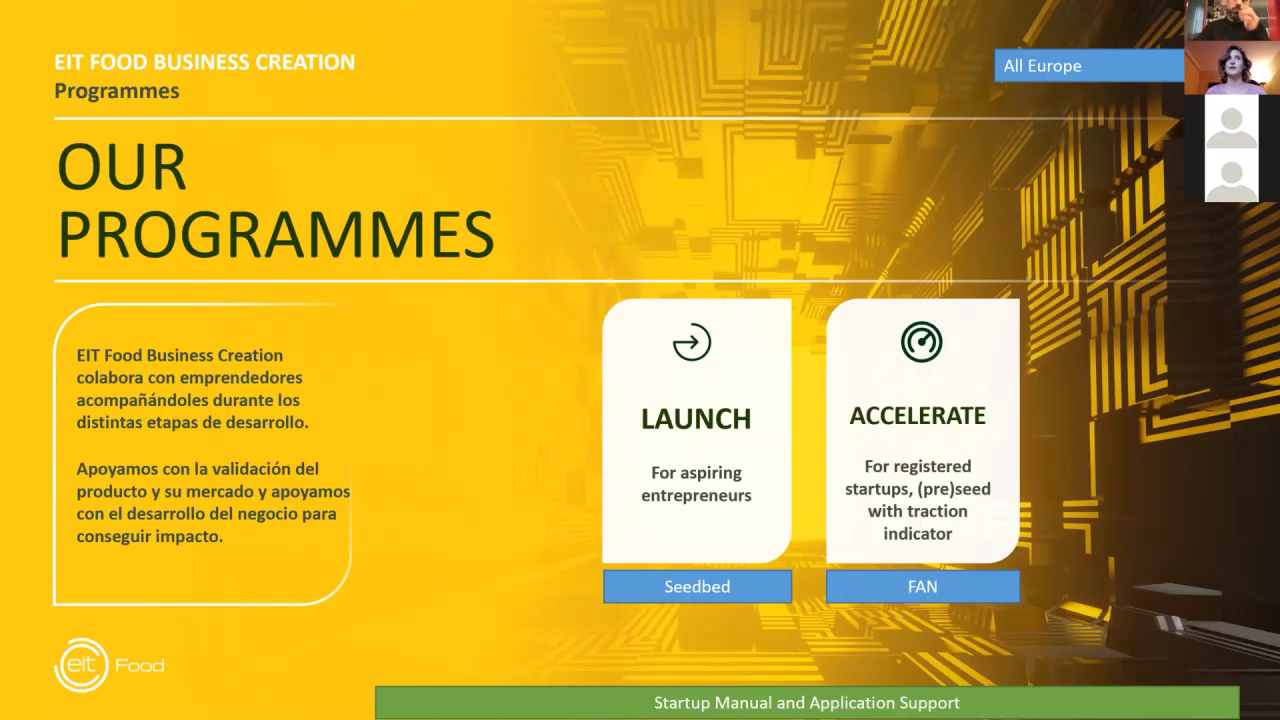 EIT FOOD BUSINESS CREATION
Programmes
All Europe
OUR
PROGRAMMES
EIT Food Business Creation
colabora con emprendedores
acompañándoles durante los
distintas etapas de desarrollo.
Apoyamos con la validación del
producto y su mercado y apoyamos
con el desarrollo del negocio para
conseguir impacto.
LAUNCH
For aspiring
entrepreneurs
Seedbed
ACCELERATE
For registered
startups, (pre)seed
with traction
indicator
FAN
eit Food
Startup Manual and Application Support